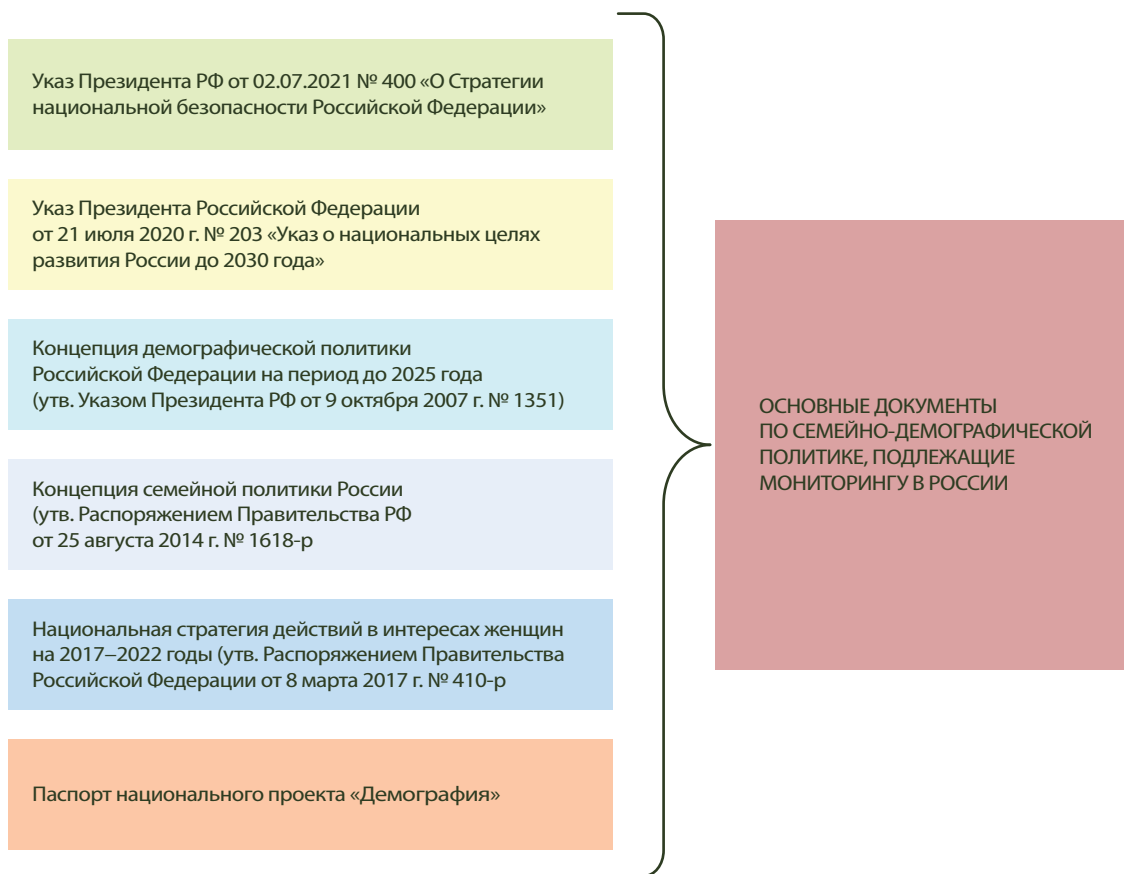 Указ Президента РФ от 02.07.2021 № 400 «О Стратегии
национальной безопасности Российской Федерации»
Указ Президента Российской Федерации
от 21 июля 2020 г. № 203 «Указ о национальных целях
развития России до 2030 года»
Концепция демографической политики
Российской Федерации на период до 2025 года
(утв. Указом Президента РФ от 9 октября 2007 г. № 1351)
Концепция семейной политики России
(утв. Распоряжением Правительства РФ
от 25 августа 2014 г. № 1618-р
Национальная стратегия действий в интересах женщин
на 2017–2022 годы (утв. Распоряжением Правительства
Российской Федерации от 8 марта 2017 г. № 410-р
Паспорт национального проекта «Демография»
ОСНОВНЫЕ ДОКУМЕНТЫ
ПО СЕМЕЙНО-ДЕМОГРАФИЧЕСКОЙ
ПОЛИТИКЕ, ПОДЛЕЖАЩИЕ
МОНИТОРИНГУ В РОССИИ